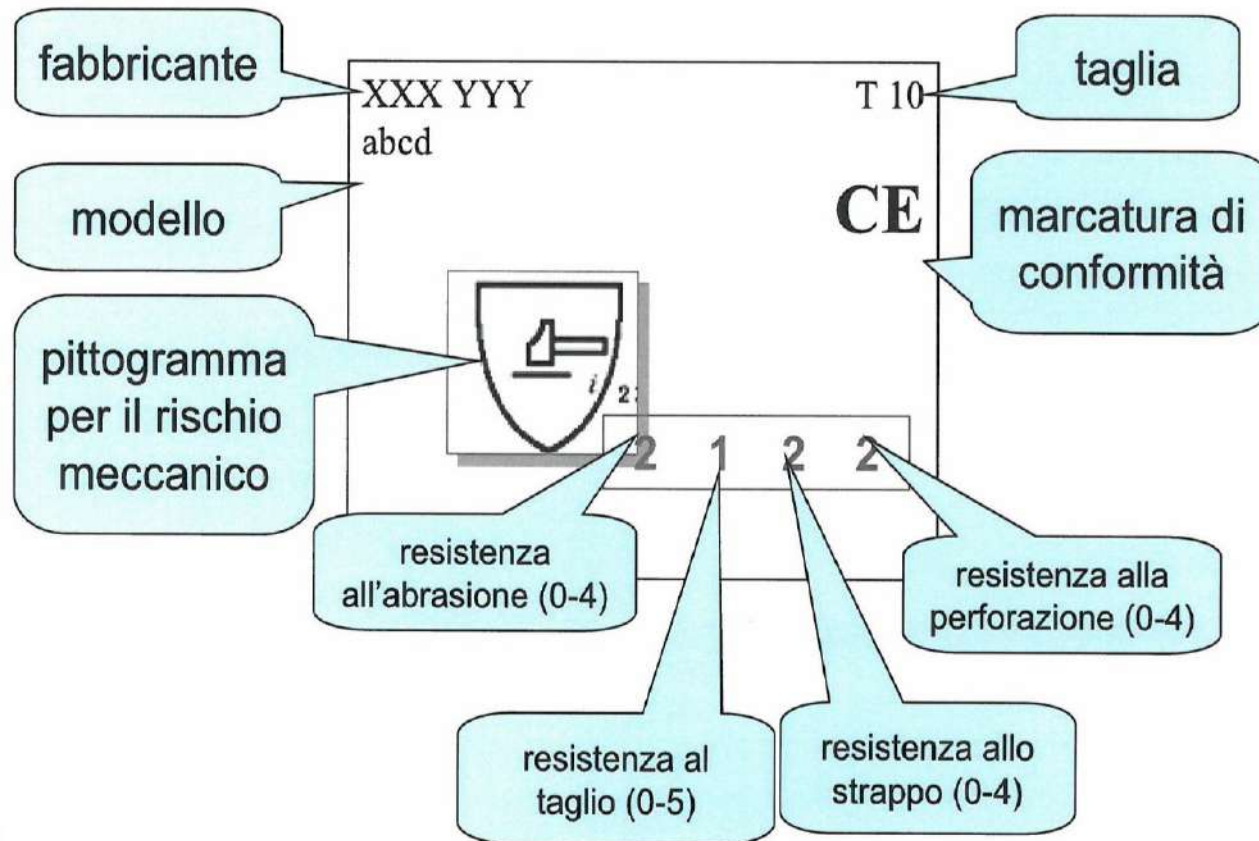 fabbricante
taglia
XXX YYY
T 10
abcd
modello
CE
marcatura di
conformità
pittogramma
per il rischio
meccanico
i
2
2 1 2 2
resistenza
all'abrasione (0-4)
resistenza alla
perforazione (0-4)
resistenza al
taglio (0-5)
resistenza allo
strappo (0-4)